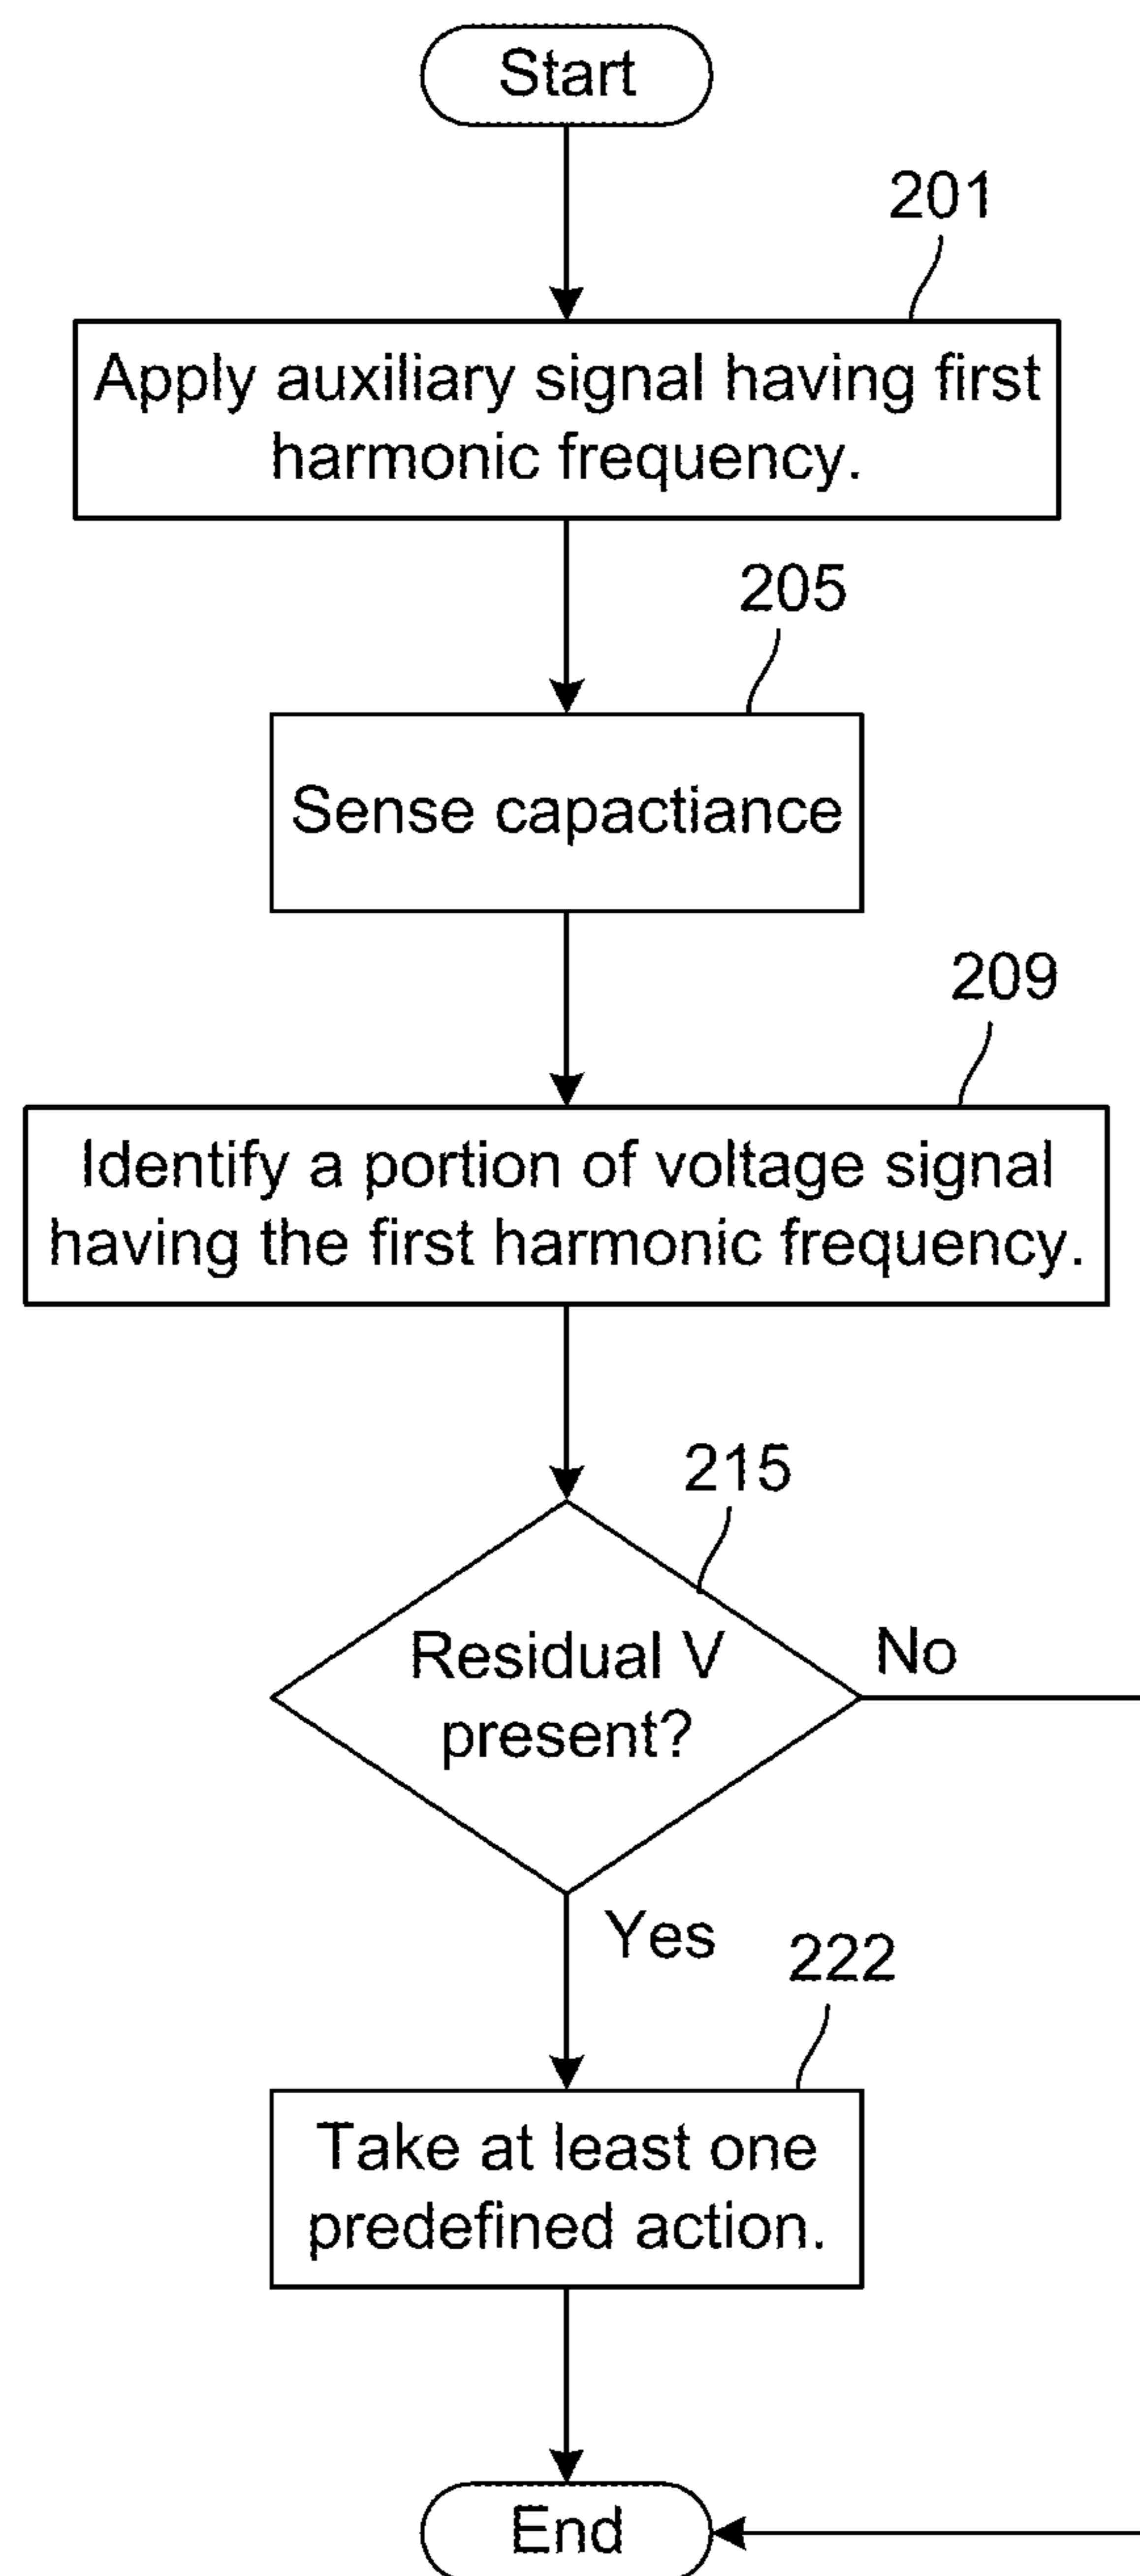 Start
201
Apply auxiliary signal having first
harmonic frequency.
205
Sense capactiance
209
Identify a portion of voltage signal
having the first harmonic frequency.
215
Residual V
present?
No
Yes
222
Take at least one
predefined action.
End